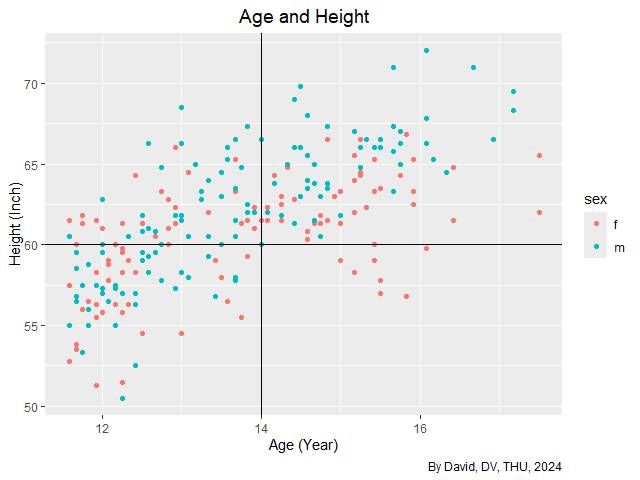 Age and Height
Height (Inch)
70
65
60
55
50
12
14
16
Age (Year)
sex
f
m
By David, DV, THU, 2024